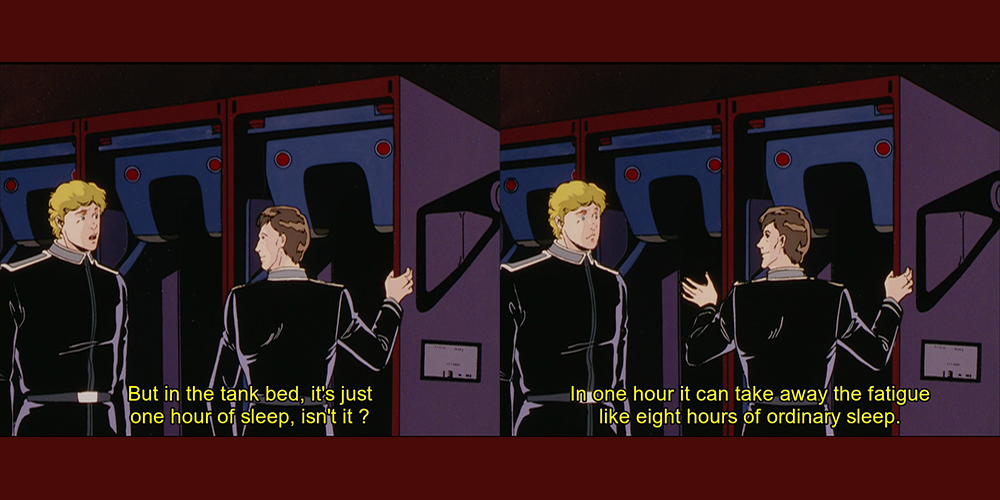 But in the tank bed, it's just
one hour of sleep, isn't it ?
In one hour it can take away the fatigue
like eight hours of ordinary sleep.